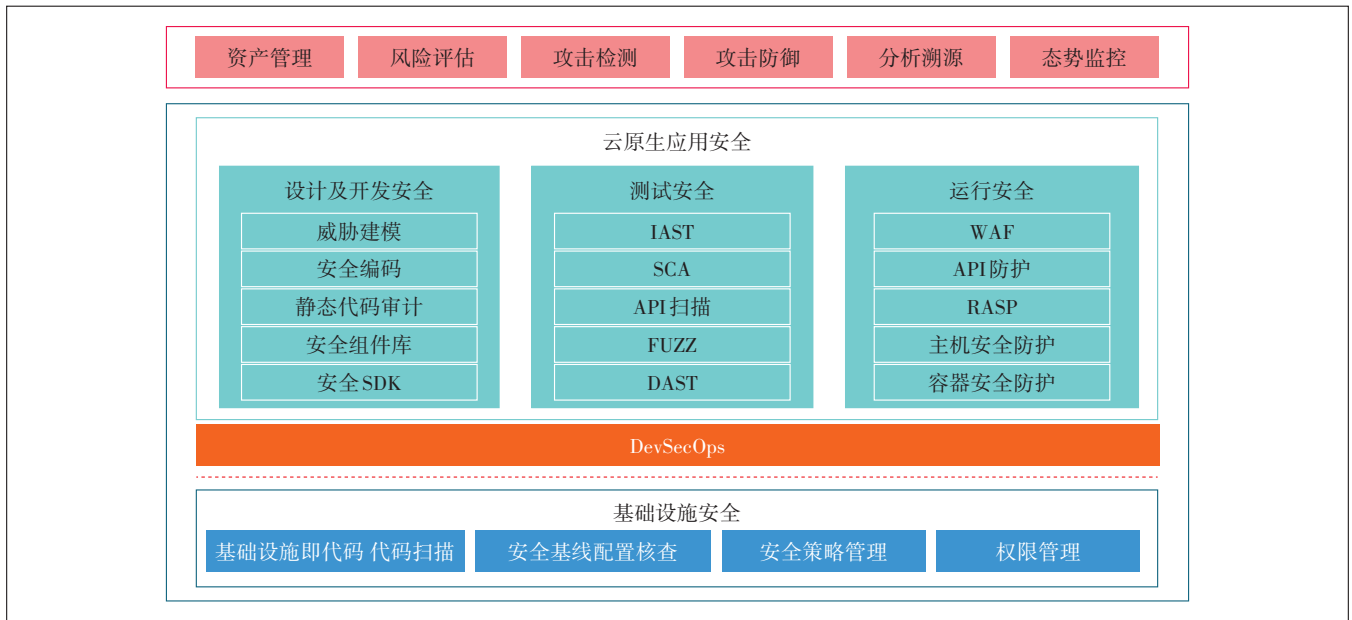 资产管理 风险评估 攻击检测 攻击防御 分析溯源 态势监控
云原生应用安全
设计及开发安全
威胁建模
安全编码
静态代码审计
安全组件库
安全SDK
测试安全
IAST
SCA
API扫描
FUZZ
DAST
运行安全
WAF
API防护
RASP
主机安全防护
容器安全防护
DevSecOps
基础设施安全
基础设施即代码 代码扫描 安全基线配置核查 安全策略管理 权限管理